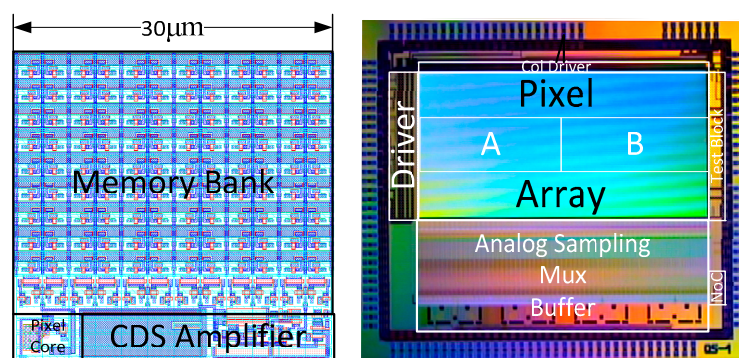 30μm
Memory Bank
Pixel
Core
CDS Amplifier
Col Driver
Driver
Pixel
A
B
Array
Test Block
Analog Sampling
Mux
NoC
Buffer